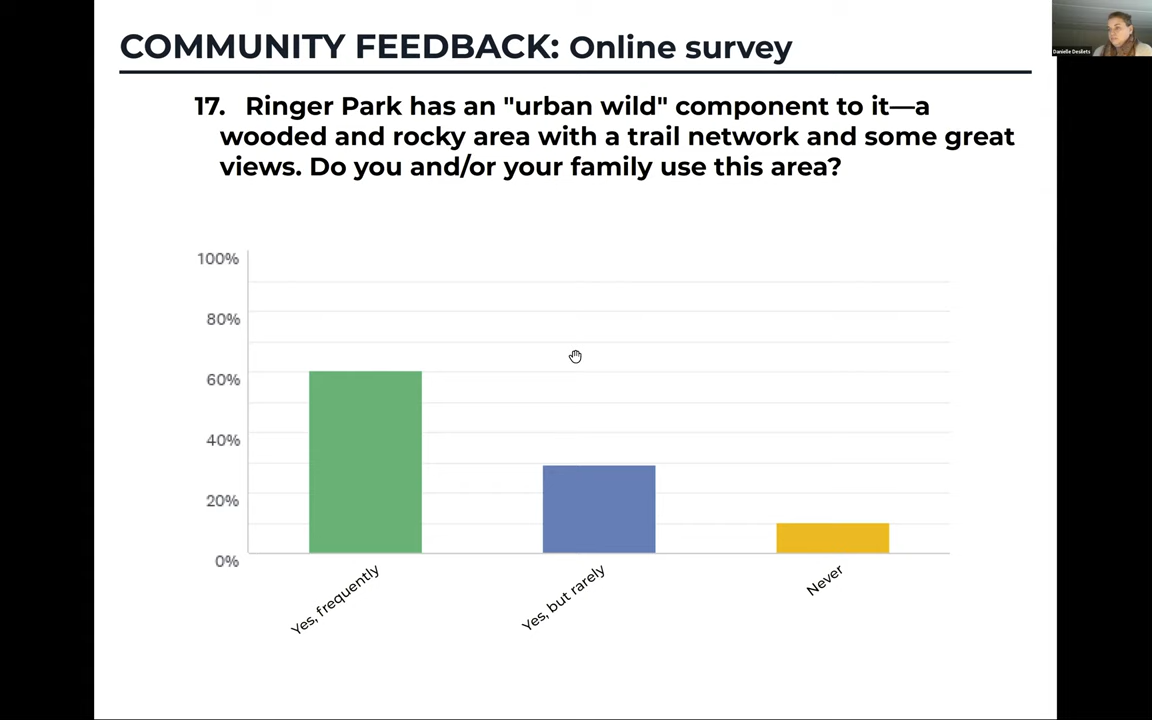 COMMUNITY FEEDBACK: Online survey
Danielle Desilets
17. Ringer Park has an "urban wild" component to it—a
wooded and rocky area with a trail network and some great
views. Do you and/or your family use this area?
100%
80%
60%
40%
20%
0%
Yes, frequently
Yes, but rarely
Never